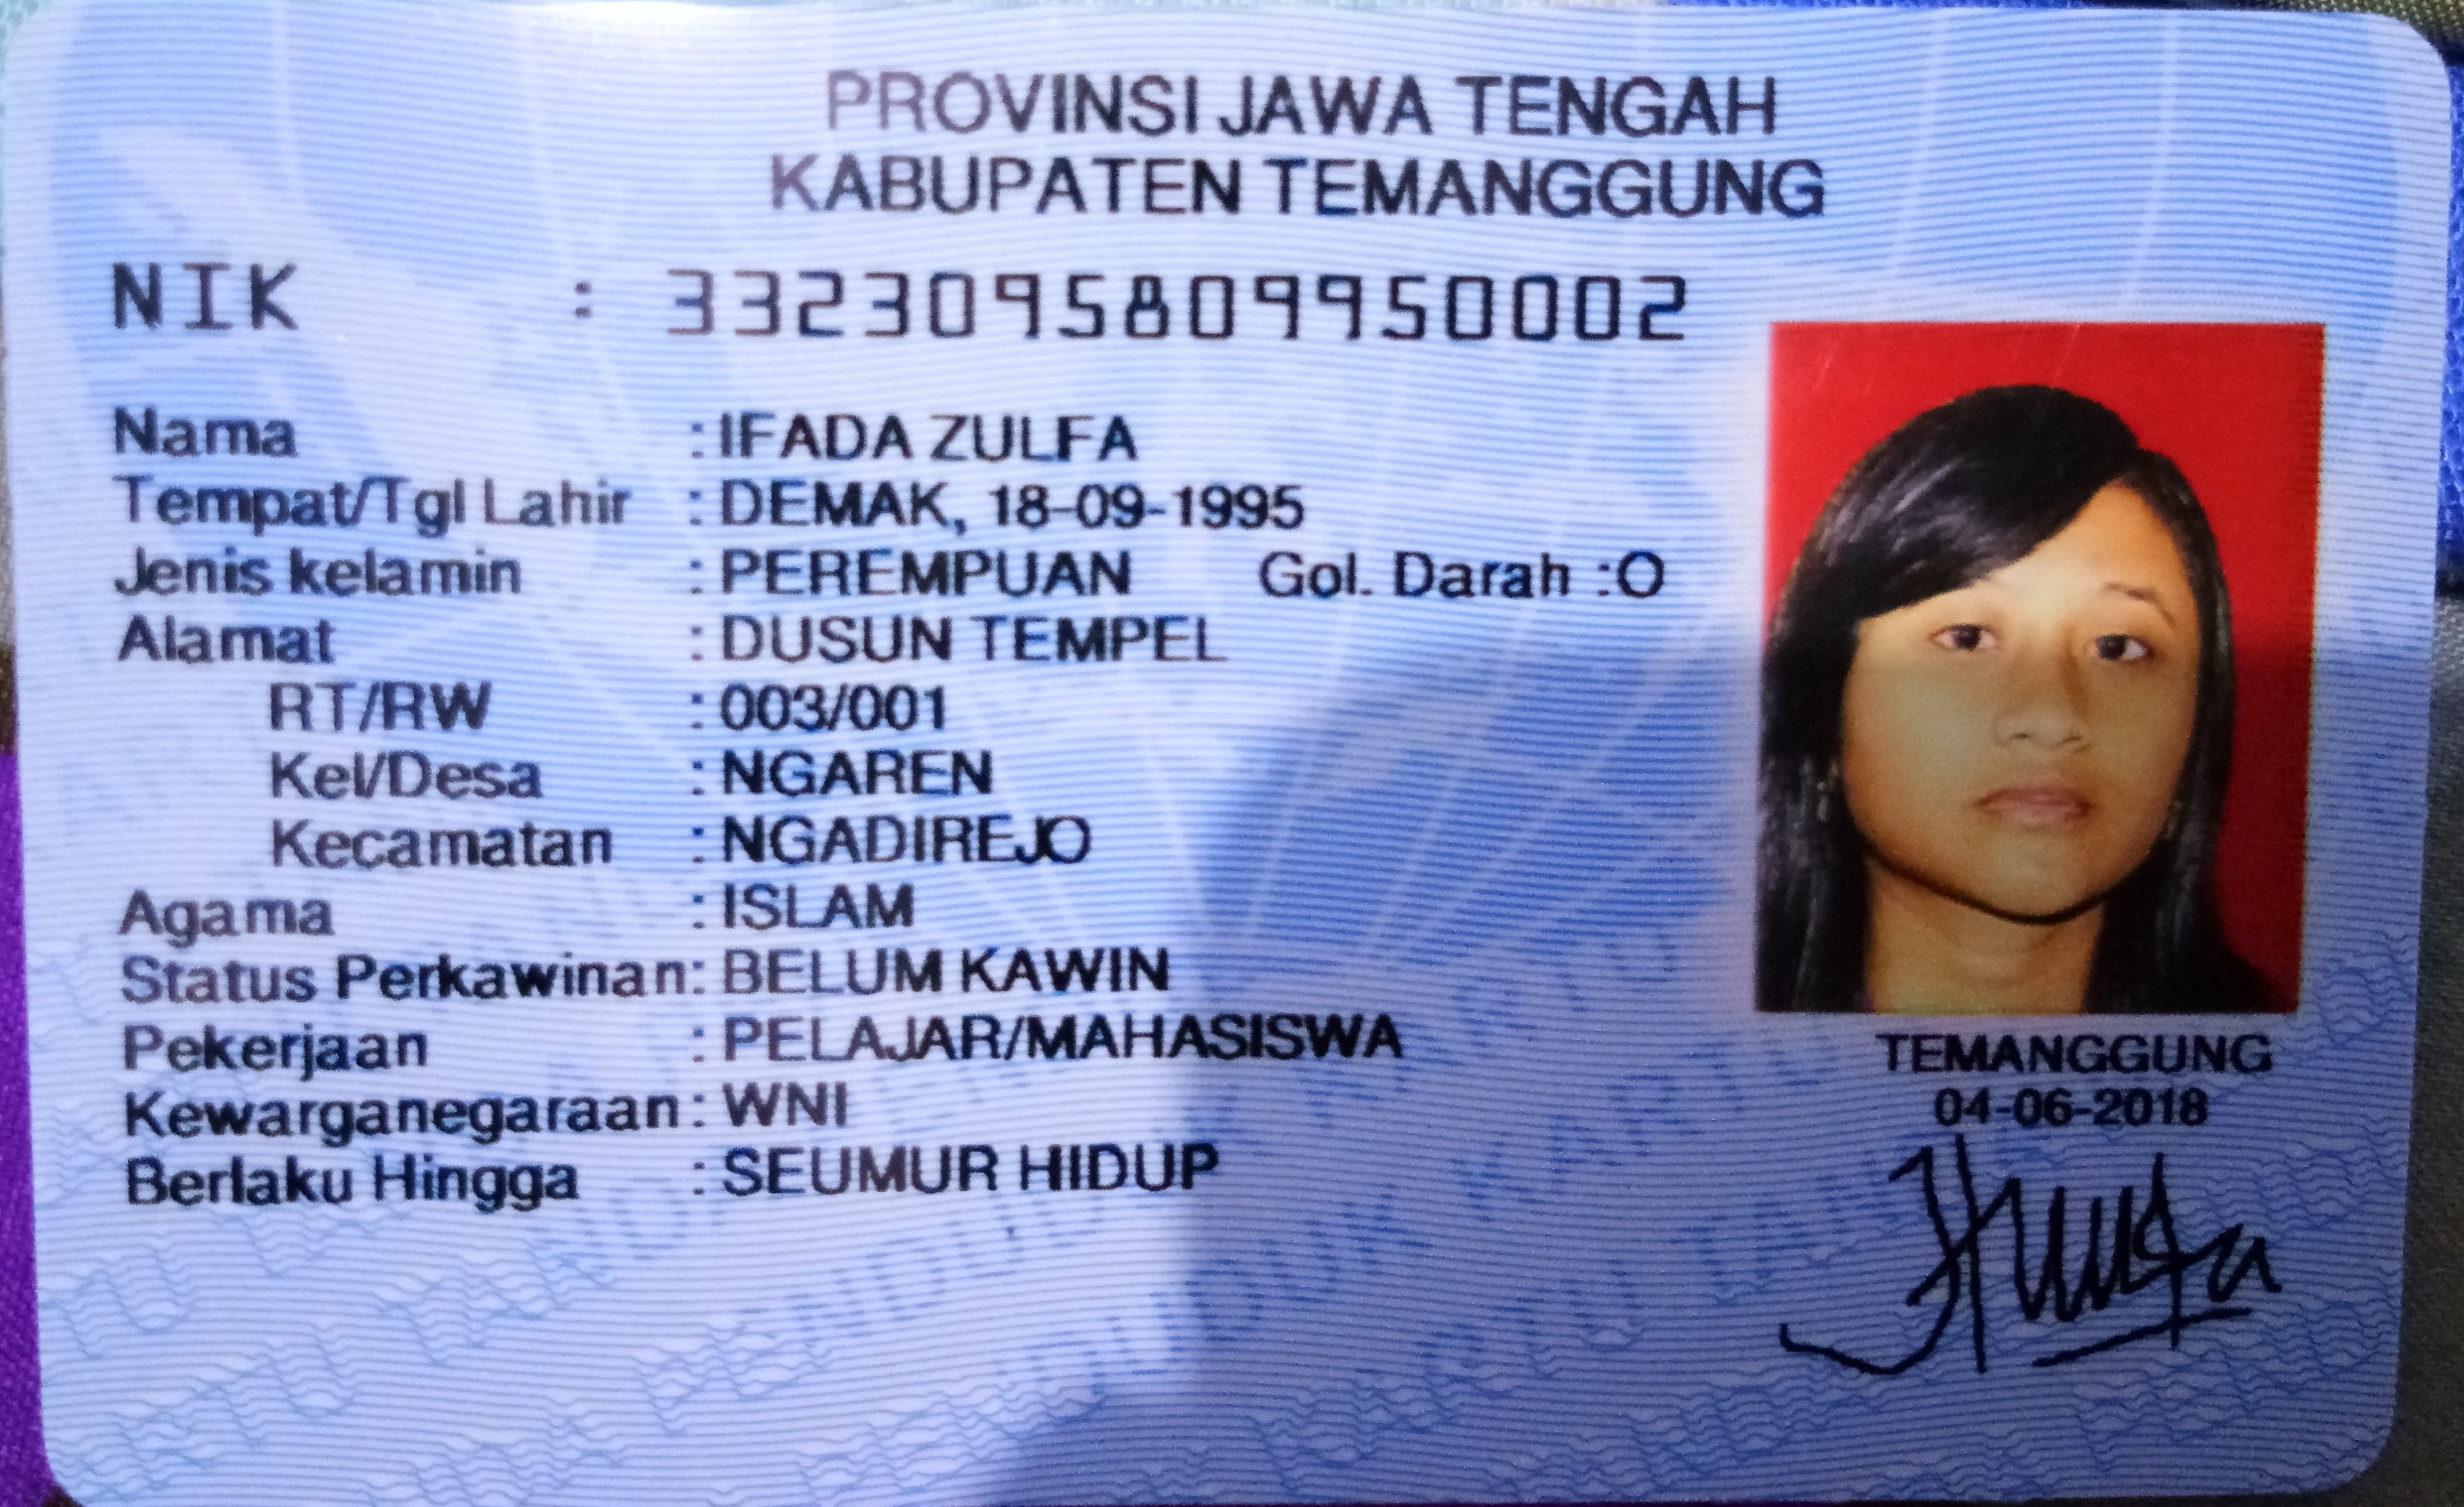 PROVINSI JAWA TENGAH
KABUPATEN TEMANGGUNG
NIK : 3323095809950002
Nama : IFADA ZULFA
Tempat/Tgl Lahir : DEMAK, 18-09-1995
Jenis kelamin : PEREMPUAN Gol. Darah : O
Alamat : DUSUN TEMPEL
RT/RW : 003/001
Kel/Desa : NGAREN
Kecamatan : NGADIREJO
Agama : ISLAM
Status Perkawinan: BELUM KAWIN
Pekerjaan : PELAJAR/MAHASISWA
Kewarganegaraan: WNI
Berlaku Hingga : SEUMUR HIDUP
TEMANGGUNG
04-06-2018